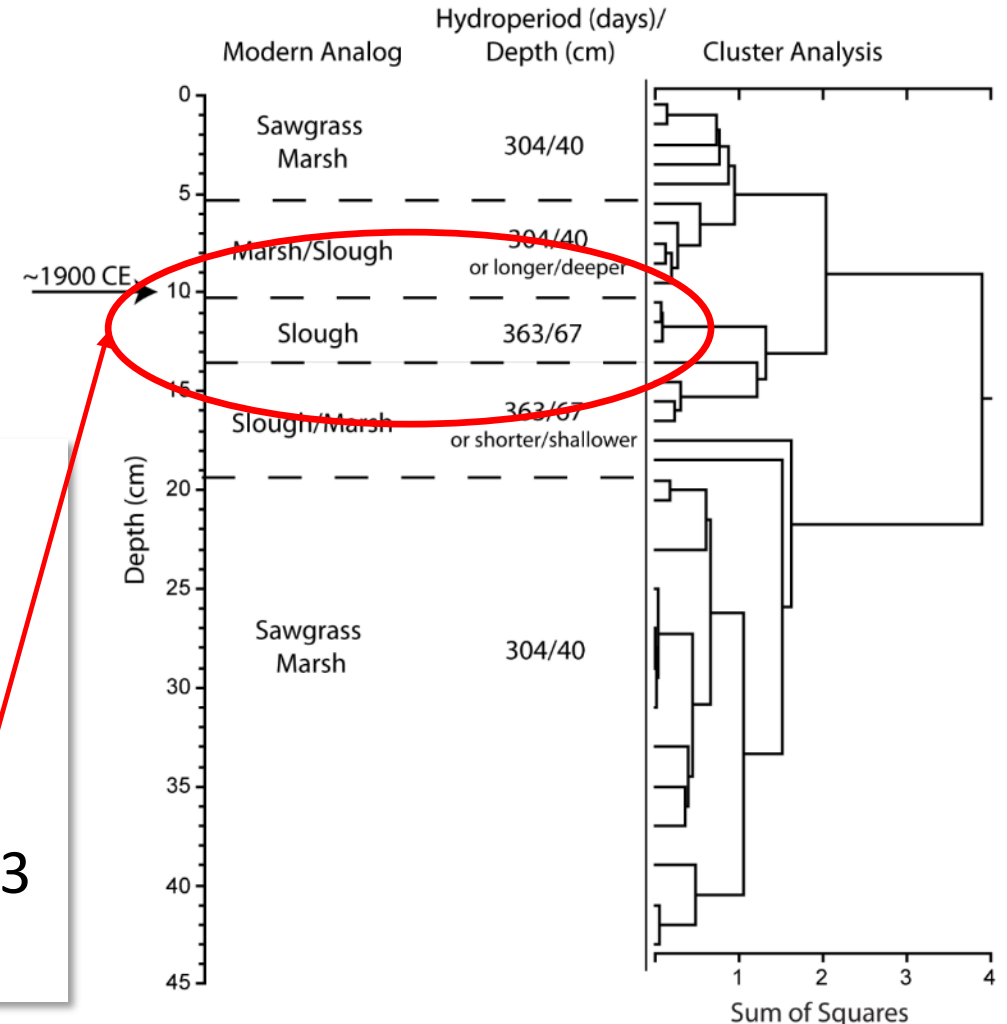 Hydroperiod (days)/
Modern Analog
Depth (cm)
Cluster Analysis
0
Sawgrass
Marsh
304/40
5
Marsh/Slough
304/40
or longer/deeper
~1900 CE
10
Slough
363/67
15
Slough/Marsh
363/67
or shorter/shallower
Depth (cm)
20
25
Sawgrass
Marsh
304/40
30
35
3
40
45
1
2
3
4
Sum of Squares